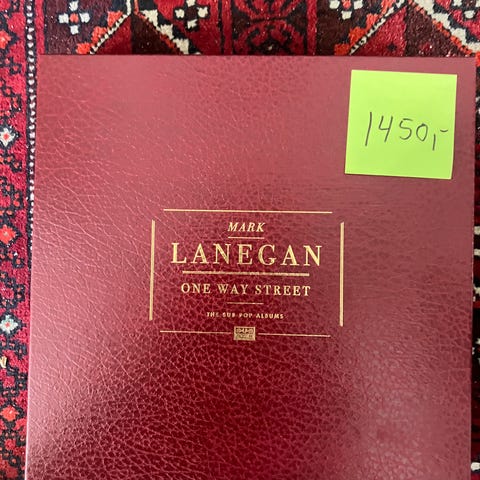 1450,-
MARK
LANEGAN
ONE WAY STREET
THE SUB POP ALBUMS